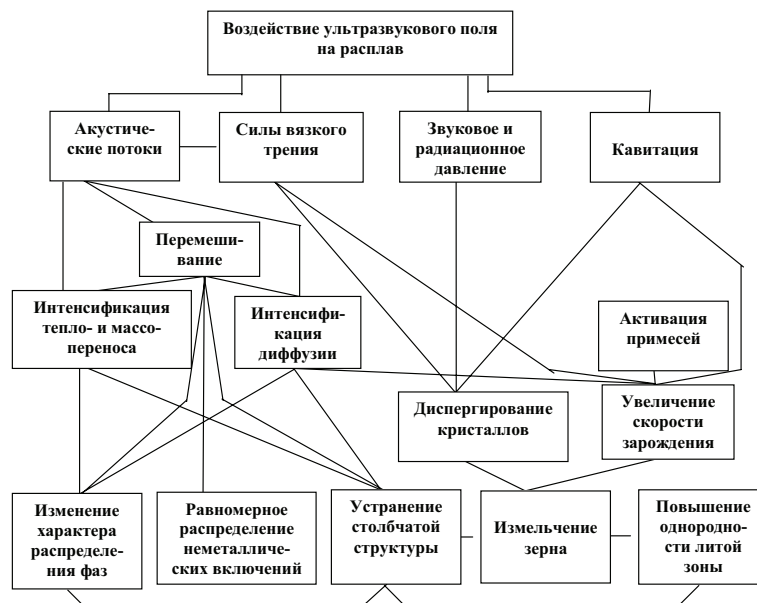 Воздействие ультразвукового поля
на расплав
Акустиче-
ские потоки
Силы вязкого
трения
Звуковое и
радиационное
давление
Кавитация
Перемеши-
вание
Интенсификация
тепло- и массо-
переноса
Интенсифи-
кация
диффузии
Активация
примесей
Диспергирование
кристаллов
Увеличение
скорости
зарождения
Изменение
характера
распределе-
ния фаз
Равномерное
распределение
неметалличе-
ских включений
Устранение
столбчатой
структуры
Измельчение
зерна
Повышение
однородно-
сти литой
зоны